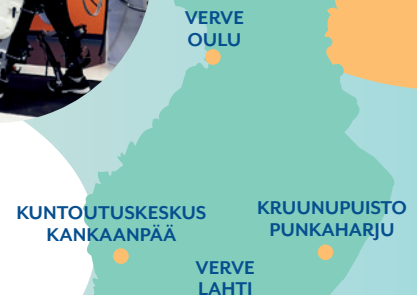 VERVE
OULU
KUNTOUTUSKESKUS
KANKAANPÄÄ
KRUUNUPUISTO
PUNKAHARJU
VERVE
LAHTI